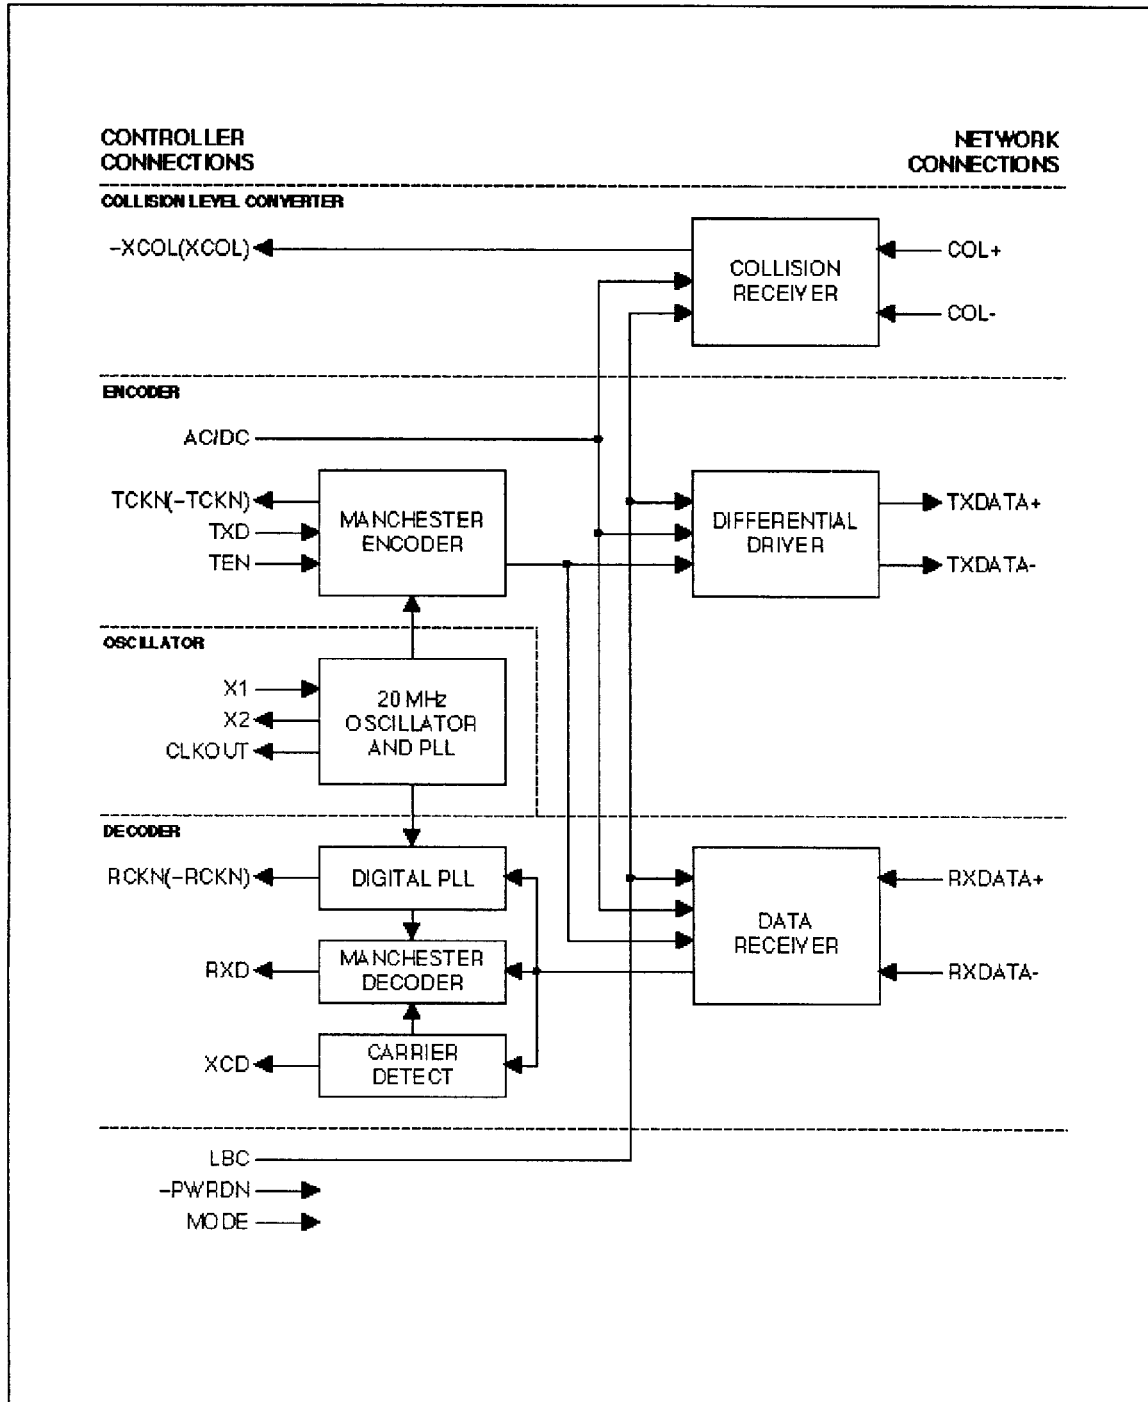 CONTROLLER
CONNECTIONS
NETWORK
CONNECTIONS
COLLISION LEVEL CONVERTER
-XCOL(XCOL)
COLLISION
RECEIVER
COL+
COL-
ENCODER
AC/DC
TCKN(-TCKN)
TXD
TEN
MANCHESTER
ENCODER
DIFFERENTIAL
DRIVER
TXDATA+
TXDATA-
OSCILLATOR
X1
X2
CLKOUT
20 MHz
OSCILLATOR
AND PLL
DECODER
RCKN(-RCKN)
DIGITAL PLL
RXD
MANCHESTER
DECODER
XCD
CARRIER
DETECT
DATA
RECEIVER
RXDATA+
RXDATA-
LBC
-PWRDN
MODE